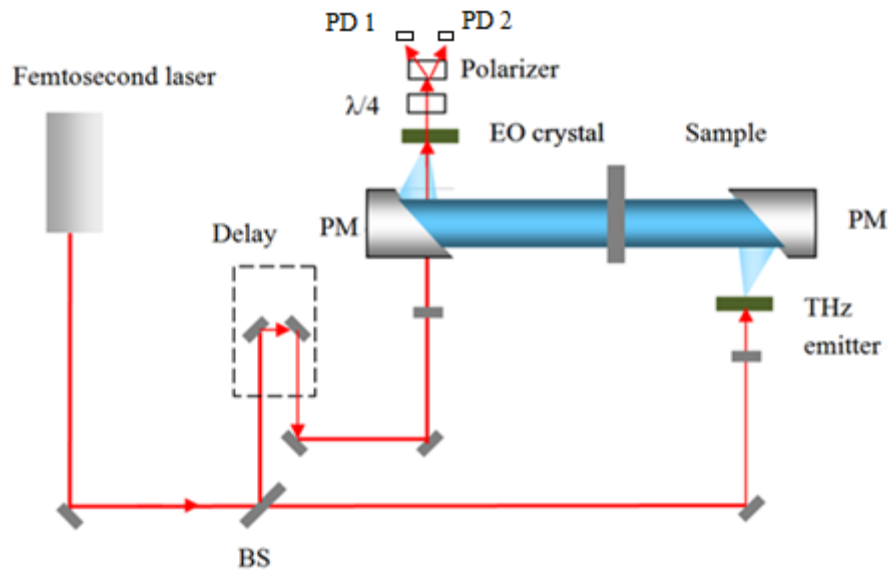 PD 1
PD 2
Femtosecond laser
Polarizer
λ/4
EO crystal
Sample
PM
PM
Delay
THz
emitter
BS